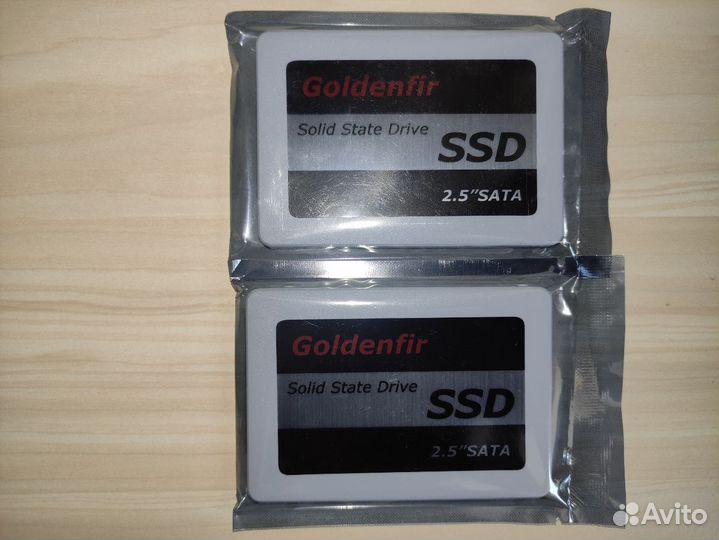 Goldenfir
Solid State Drive
SSD
2.5”SATA
Goldenfir
Solid State Drive
SSD
2.5”SATA
Avito